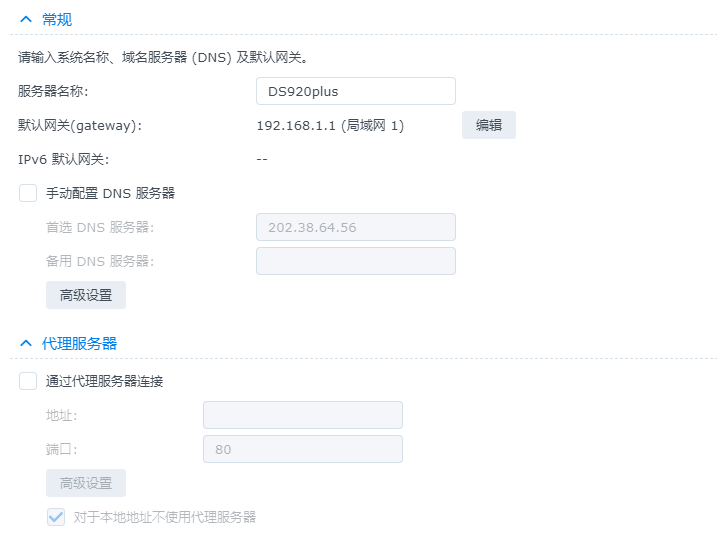 常规
请输入系统名称、域名服务器 (DNS) 及默认网关。
服务器名称: DS920plus
默认网关(gateway): 192.168.1.1 (局域网 1) 编辑
IPv6 默认网关: --
手动配置 DNS 服务器
首选 DNS 服务器: 202.38.64.56
备用 DNS 服务器:
高级设置
代理服务器
通过代理服务器连接
地址:
端口: 80
高级设置
对于本地地址不使用代理服务器